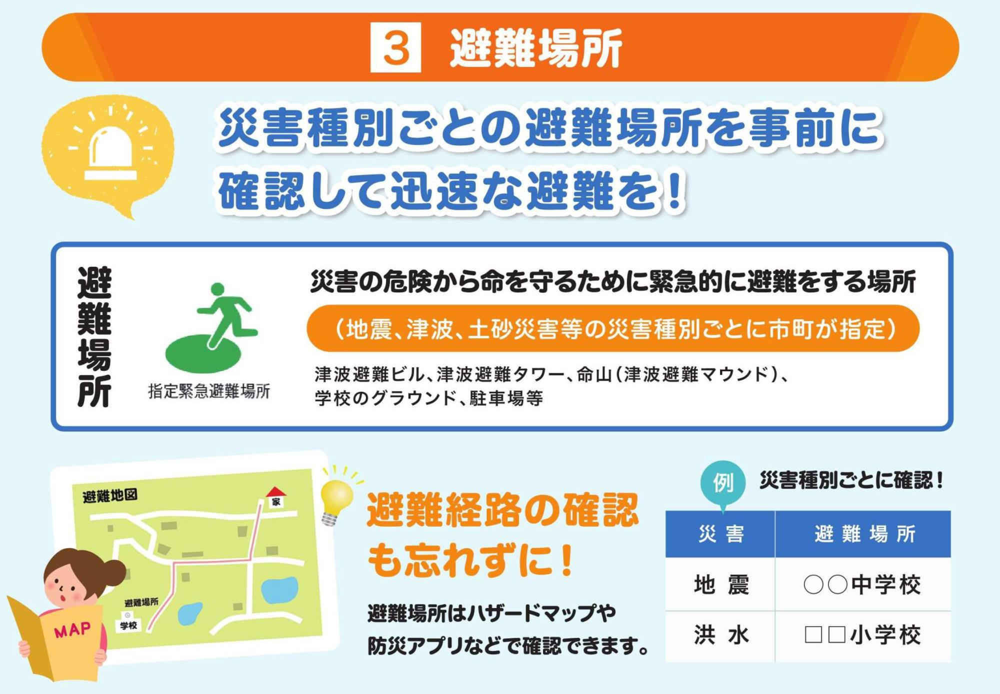 3 避難場所
災害種別ごとの避難場所を事前に
確認して迅速な避難を！
避難場所
指定緊急避難場所
災害の危険から命を守るために緊急的に避難をする場所
（地震、津波、土砂災害等の災害種別ごとに市町が指定）
津波避難ビル、津波避難タワー、命山（津波避難マウンド）、
学校のグラウンド、駐車場等
避難地図
家
避難場所
学校
MAP
避難経路の確認
も忘れずに！
避難場所はハザードマップや
防災アプリなどで確認できます。
例 災害種別ごとに確認！
災害 避難場所
地震 ○○中学校
洪水 □□小学校